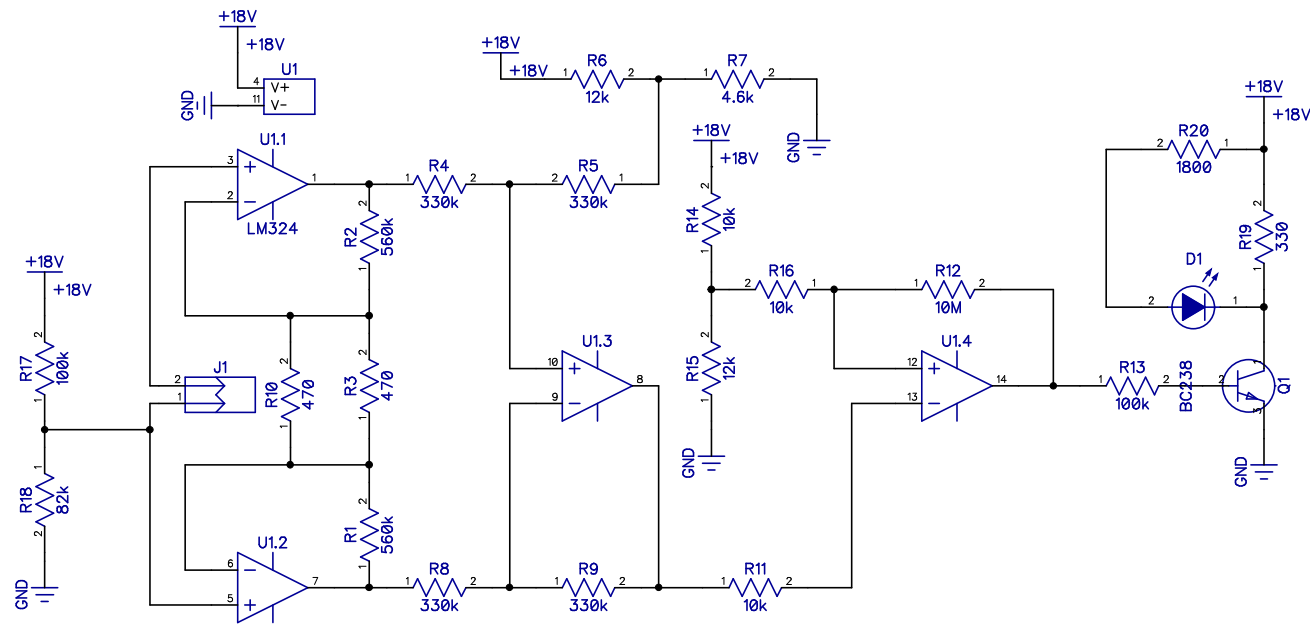 +18V
+18V
U1
4 V+
11 V-
GND
+18V
+18V
1 R6 2
12k
1 R7 2
4.6k
GND
U1.1
3 +
2 -
1
LM324
1 R4 2
330k
2 R5 1
330k
2
R2
560k
1
+18V
+18V
2
R14
10k
1
+18V
+18V
R20
2 1
1800
2
R19
330
1
D1
2 1
+18V
+18V
2
R17
100k
1
J1
2
1
2
R10
470
1
2
R3
470
1
2 R16 1
10k
1 R12 2
10M
2
R15
12k
1
GND
U1.3
10 +
9 -
8
U1.4
12 +
13 -
14
1 R13 2
100k
BC238
1
2
3
Q1
GND
1
R18
82k
2
GND
U1.2
6 -
5 +
7
2
R1
560k
1
1 R8 2
330k
1 R9 2
330k
1 R11 2
10k